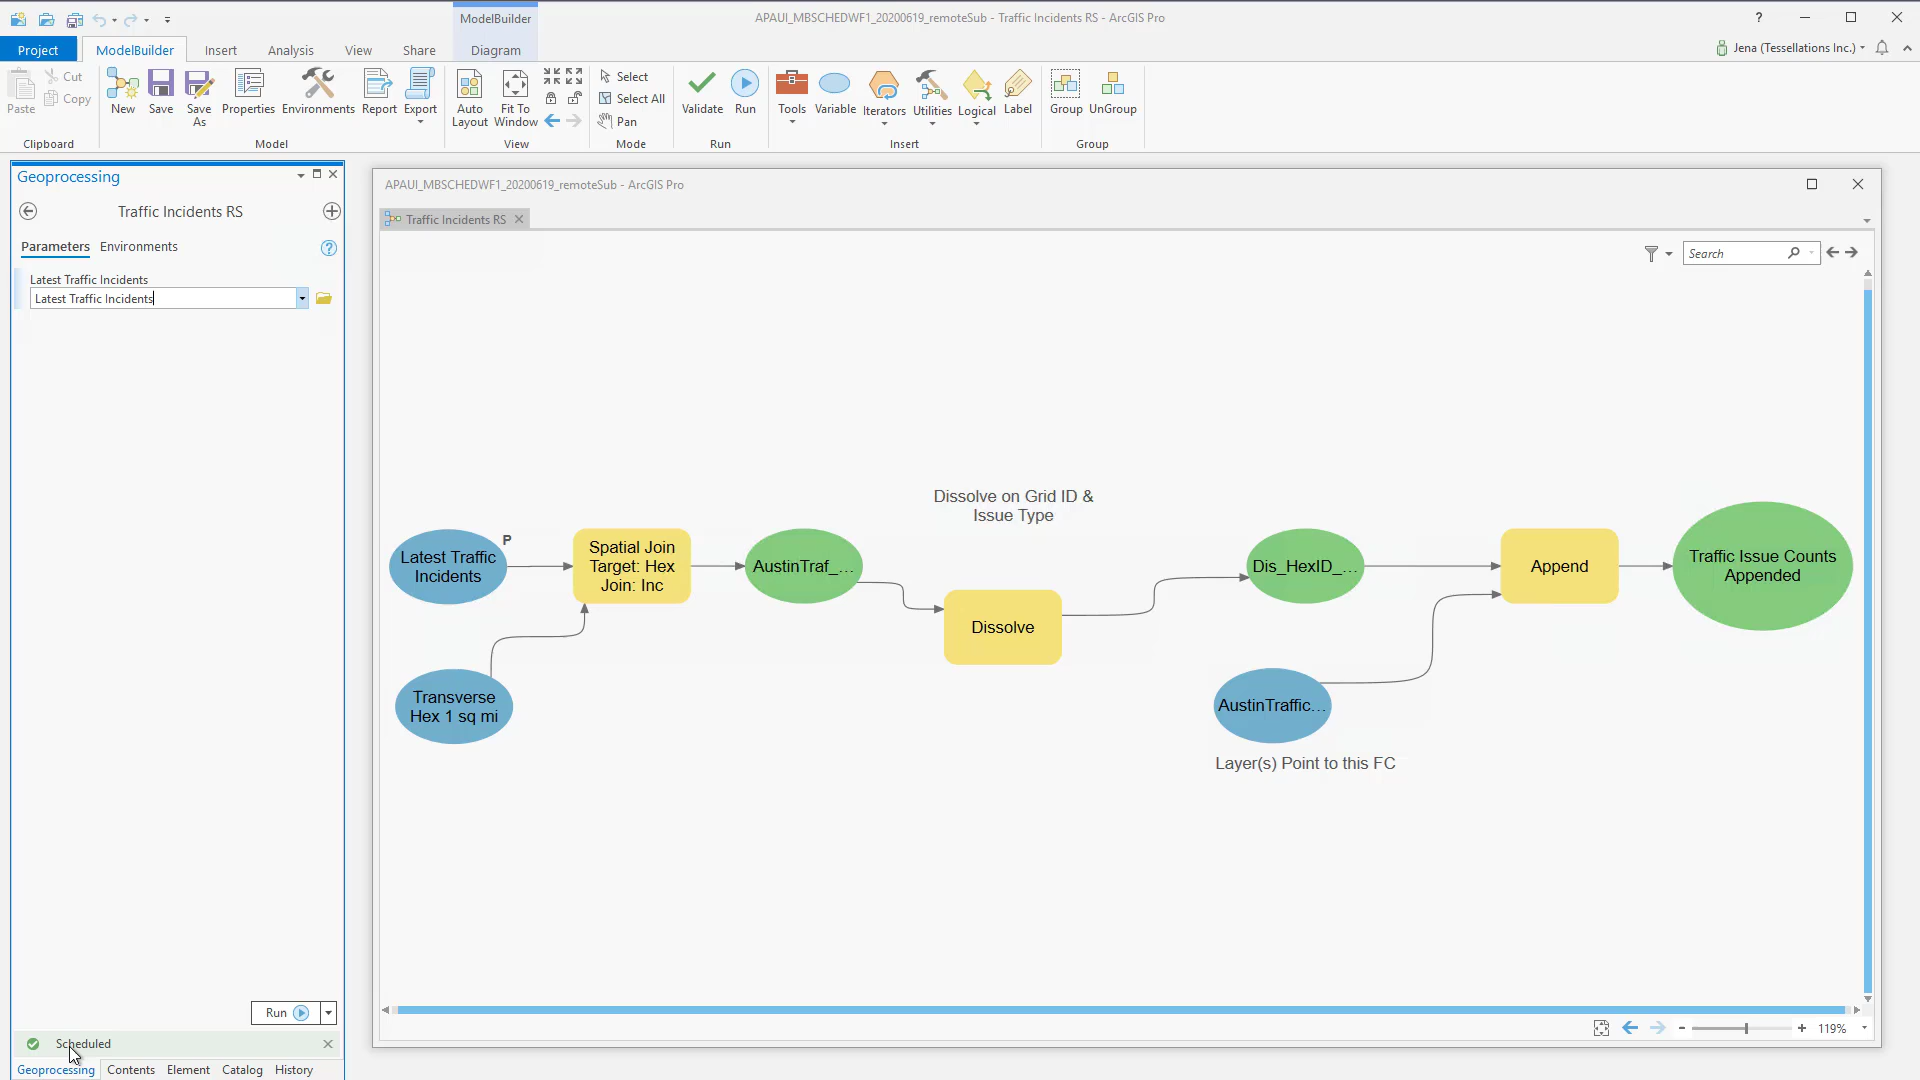 ModelBuilder
APAUI_MBSCHEDWF1_20200619_remoteSub - Traffic Incidents RS - ArcGIS Pro
?
Project
ModelBuilder
Insert
Analysis
View
Share
Diagram
Jena (Tessellations Inc.)
Paste
Cut
Copy
Clipboard
New
Save
Save
As
Properties
Environments
Report
Export
Model
Auto
Layout
Fit To
Window
View
Select
Select All
Pan
Mode
Validate
Run
Run
Tools
Variable
Iterators
Utilities
Logical
Label
Insert
Group
UnGroup
Group
Geoprocessing
Traffic Incidents RS
Parameters
Environments
?
Latest Traffic Incidents
Latest Traffic Incidents
Run
Scheduled
Geoprocessing
Contents
Element
Catalog
History
APAUI_MBSCHEDWF1_20200619_remoteSub - ArcGIS Pro
Traffic Incidents RS
Search
Dissolve on Grid ID &
Issue Type
Latest Traffic
Incidents
P
Spatial Join
Target: Hex
Join: Inc
AustinTraf_...
Dissolve
Dis_HexID_...
Append
Traffic Issue Counts
Appended
Transverse
Hex 1 sq mi
AustinTraffic...
Layer(s) Point to this FC
119%